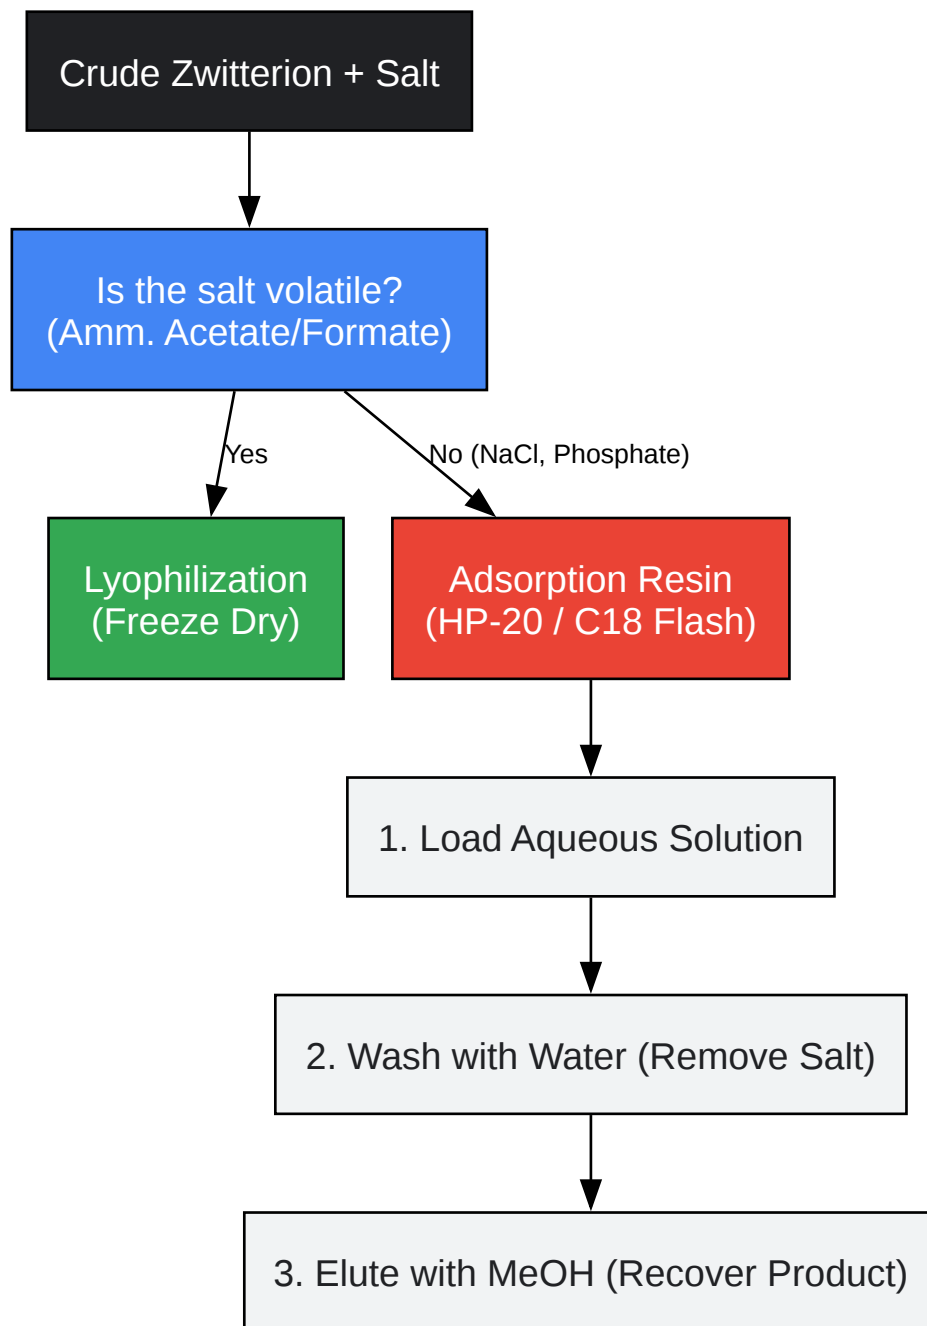 Crude Zwitterion + Salt
Is the salt volatile?
(Amm. Acetate/Formate)
Yes
No (NaCl, Phosphate)
Lyophilization
(Freeze Dry)
Adsorption Resin
(HP-20 / C18 Flash)
1. Load Aqueous Solution
2. Wash with Water (Remove Salt)
3. Elute with MeOH (Recover Product)